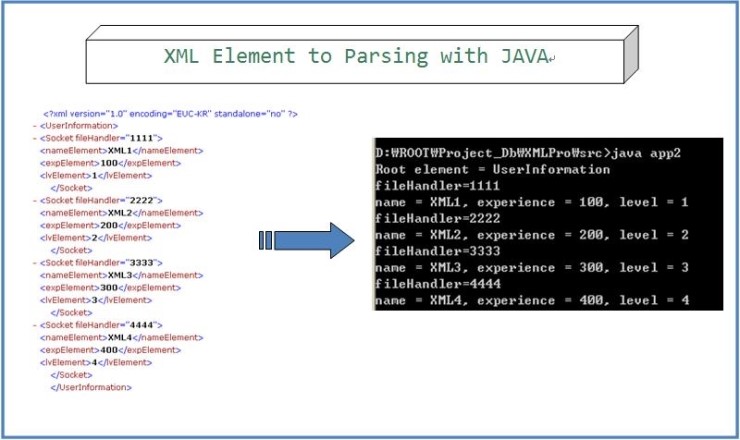 XML Element to Parsing with JAVA
<?xml version="1.0" encoding="EUC-KR" standalone="no" ?>
- <UserInformation>
- <Socket fileHandler="1111">
<nameElement>XML1</nameElement>
<expElement>100</expElement>
<lvElement>1</lvElement>
</Socket>
- <Socket fileHandler="2222">
<nameElement>XML2</nameElement>
<expElement>200</expElement>
<lvElement>2</lvElement>
</Socket>
- <Socket fileHandler="3333">
<nameElement>XML3</nameElement>
<expElement>300</expElement>
<lvElement>3</lvElement>
</Socket>
- <Socket fileHandler="4444">
<nameElement>XML4</nameElement>
<expElement>400</expElement>
<lvElement>4</lvElement>
</Socket>
</UserInformation>
D:₩ROOT₩Project_Db₩XMLPro₩src>java app2
Root element = UserInformation
fileHandler=1111
name = XML1, experience = 100, level = 1
fileHandler=2222
name = XML2, experience = 200, level = 2
fileHandler=3333
name = XML3, experience = 300, level = 3
fileHandler=4444
name = XML4, experience = 400, level = 4